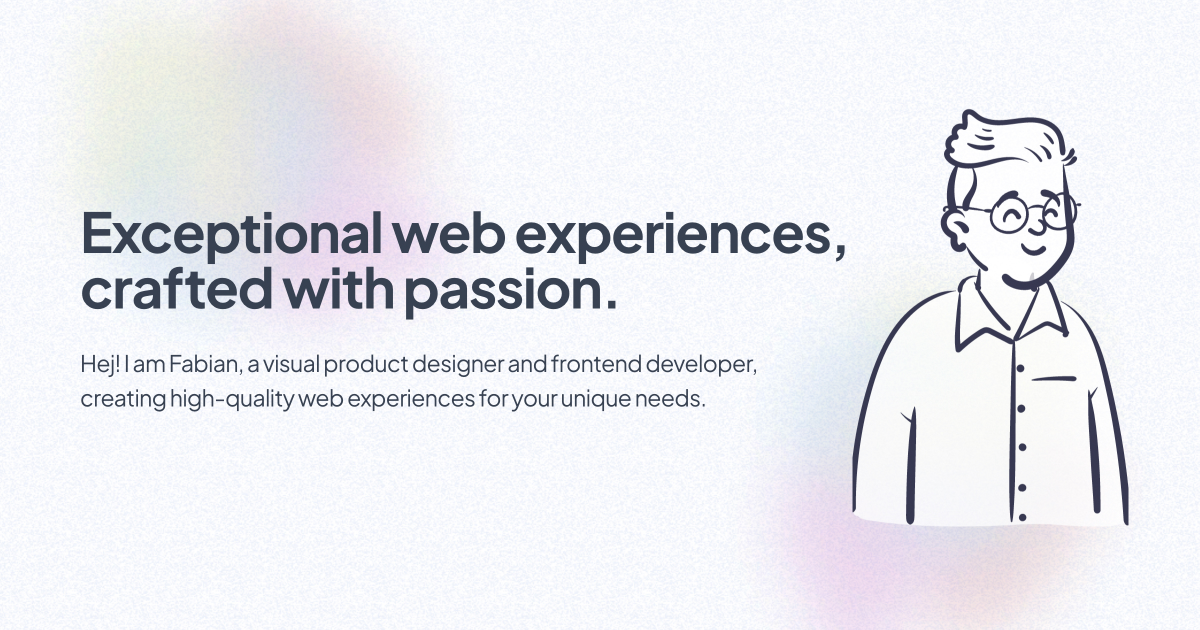 Exceptional web experiences,
crafted with passion.
Hej! I am Fabian, a visual product designer and frontend developer,
creating high-quality web experiences for your unique needs.